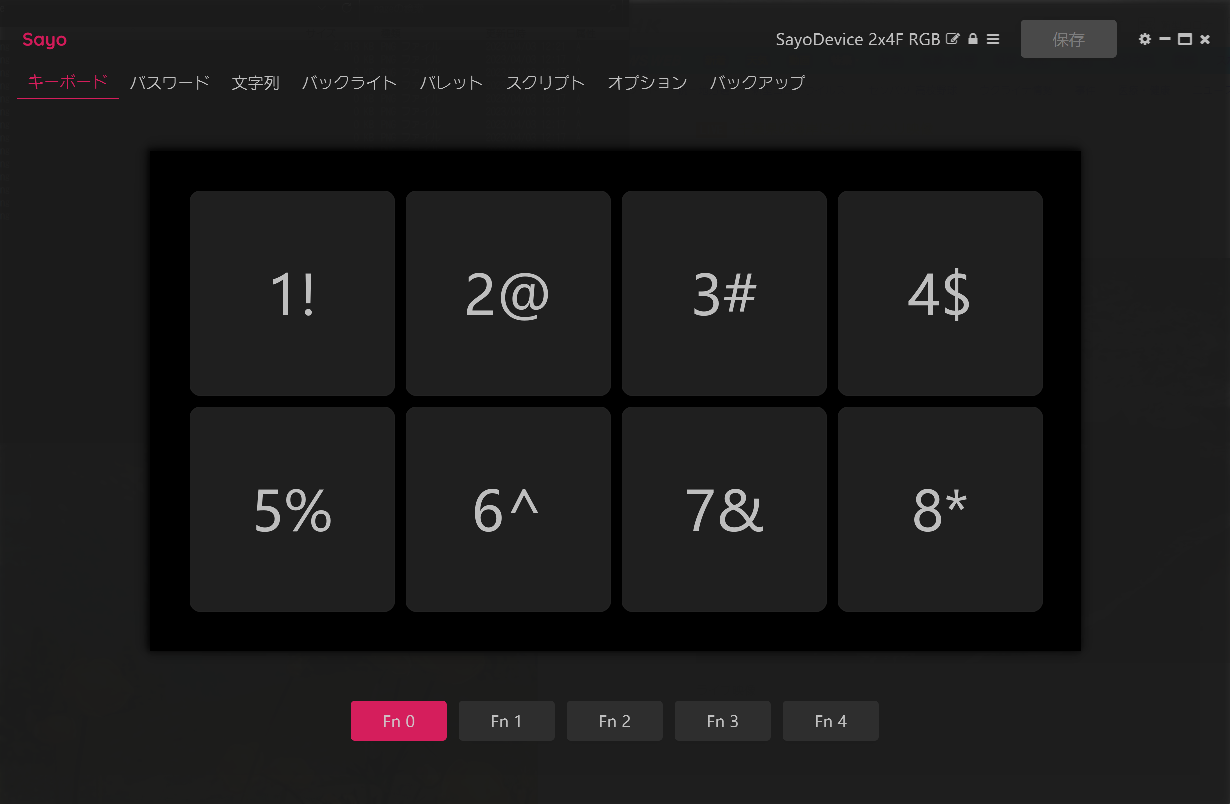 Sayo
SayoDevice 2x4F RGB
保存
キーボード パスワード 文字列 バックライト パレット スクリプト オプション バックアップ
1! 2@ 3# 4$
5% 6^ 7& 8*
Fn 0 Fn 1 Fn 2 Fn 3 Fn 4